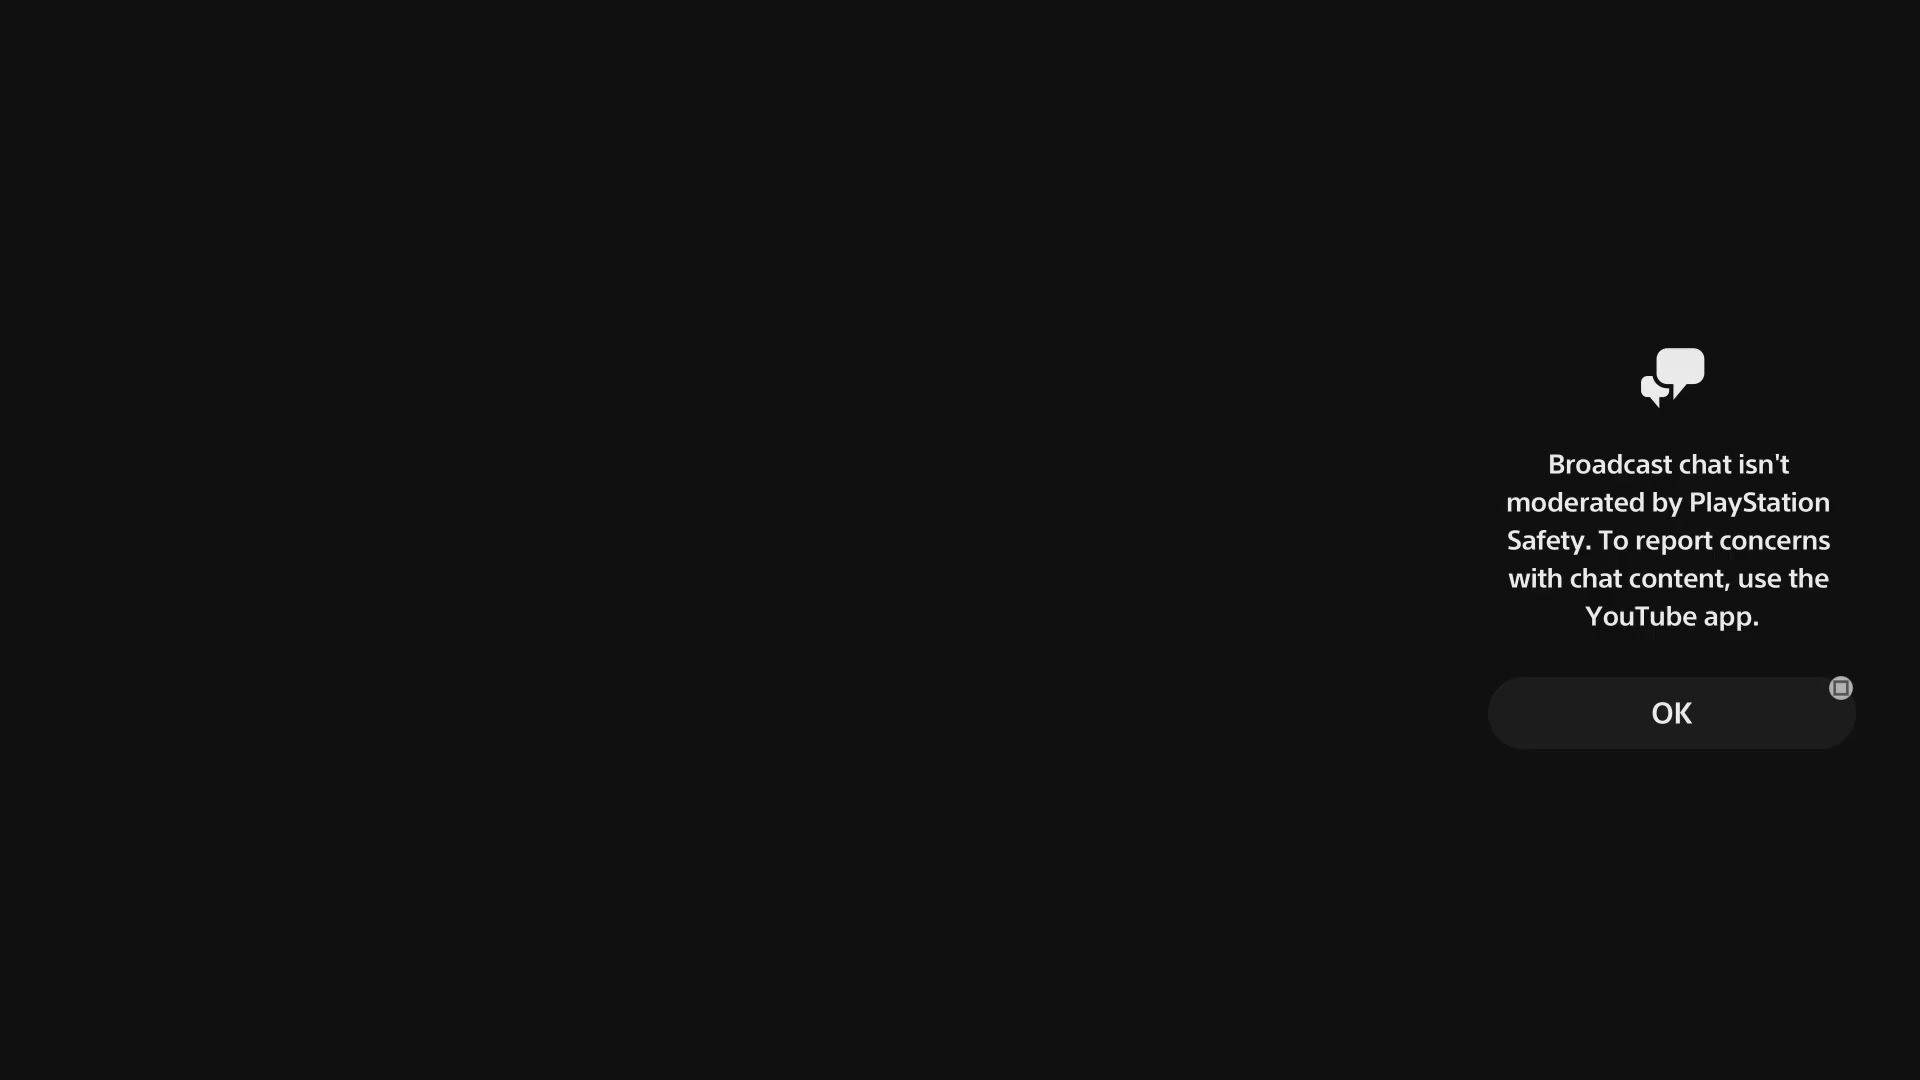 Broadcast chat isn't
moderated by PlayStation
Safety. To report concerns
with chat content, use the
YouTube app.
OK